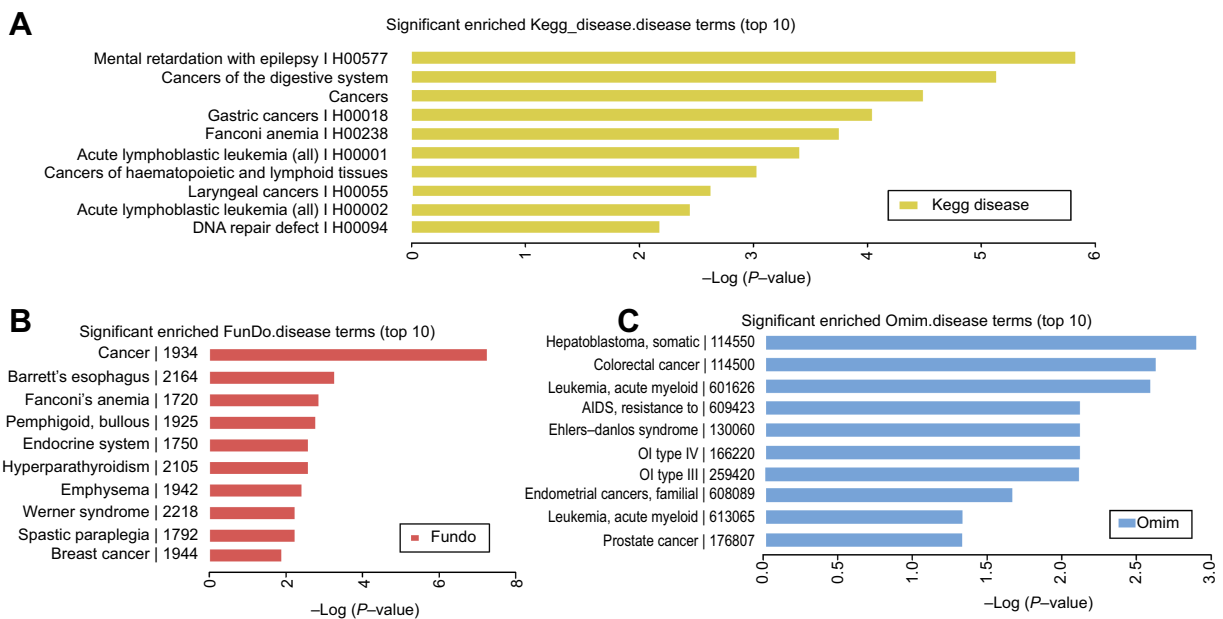 A
Significant enriched Kegg_disease.disease terms (top 10)
Mental retardation with epilepsy I H00577
Cancers of the digestive system
Cancers
Gastric cancers I H00018
Fanconi anemia I H00238
Acute lymphoblastic leukemia (all) I H00001
Cancers of haematopoietic and lymphoid tissues
Laryngeal cancers I H00055
Acute lymphoblastic leukemia (all) I H00002
DNA repair defect I H00094
Kegg disease
0 1 2 3 4 5 6
–Log (P–value)
B
Significant enriched FunDo.disease terms (top 10)
Cancer | 1934
Barrett’s esophagus | 2164
Fanconi’s anemia | 1720
Pemphigoid, bullous | 1925
Endocrine system | 1750
Hyperparathyroidism | 2105
Emphysema | 1942
Werner syndrome | 2218
Spastic paraplegia | 1792
Breast cancer | 1944
Fundo
0 2 4 6 8
–Log (P–value)
C
Significant enriched Omim.disease terms (top 10)
Hepatoblastoma, somatic | 114550
Colorectal cancer | 114500
Leukemia, acute myeloid | 601626
AIDS, resistance to | 609423
Ehlers–danlos syndrome | 130060
OI type IV | 166220
OI type III | 259420
Endometrial cancers, familial | 608089
Leukemia, acute myeloid | 613065
Prostate cancer | 176807
Omim
0.0 0.5 1.0 1.5 2.0 2.5 3.0
–Log (P–value)